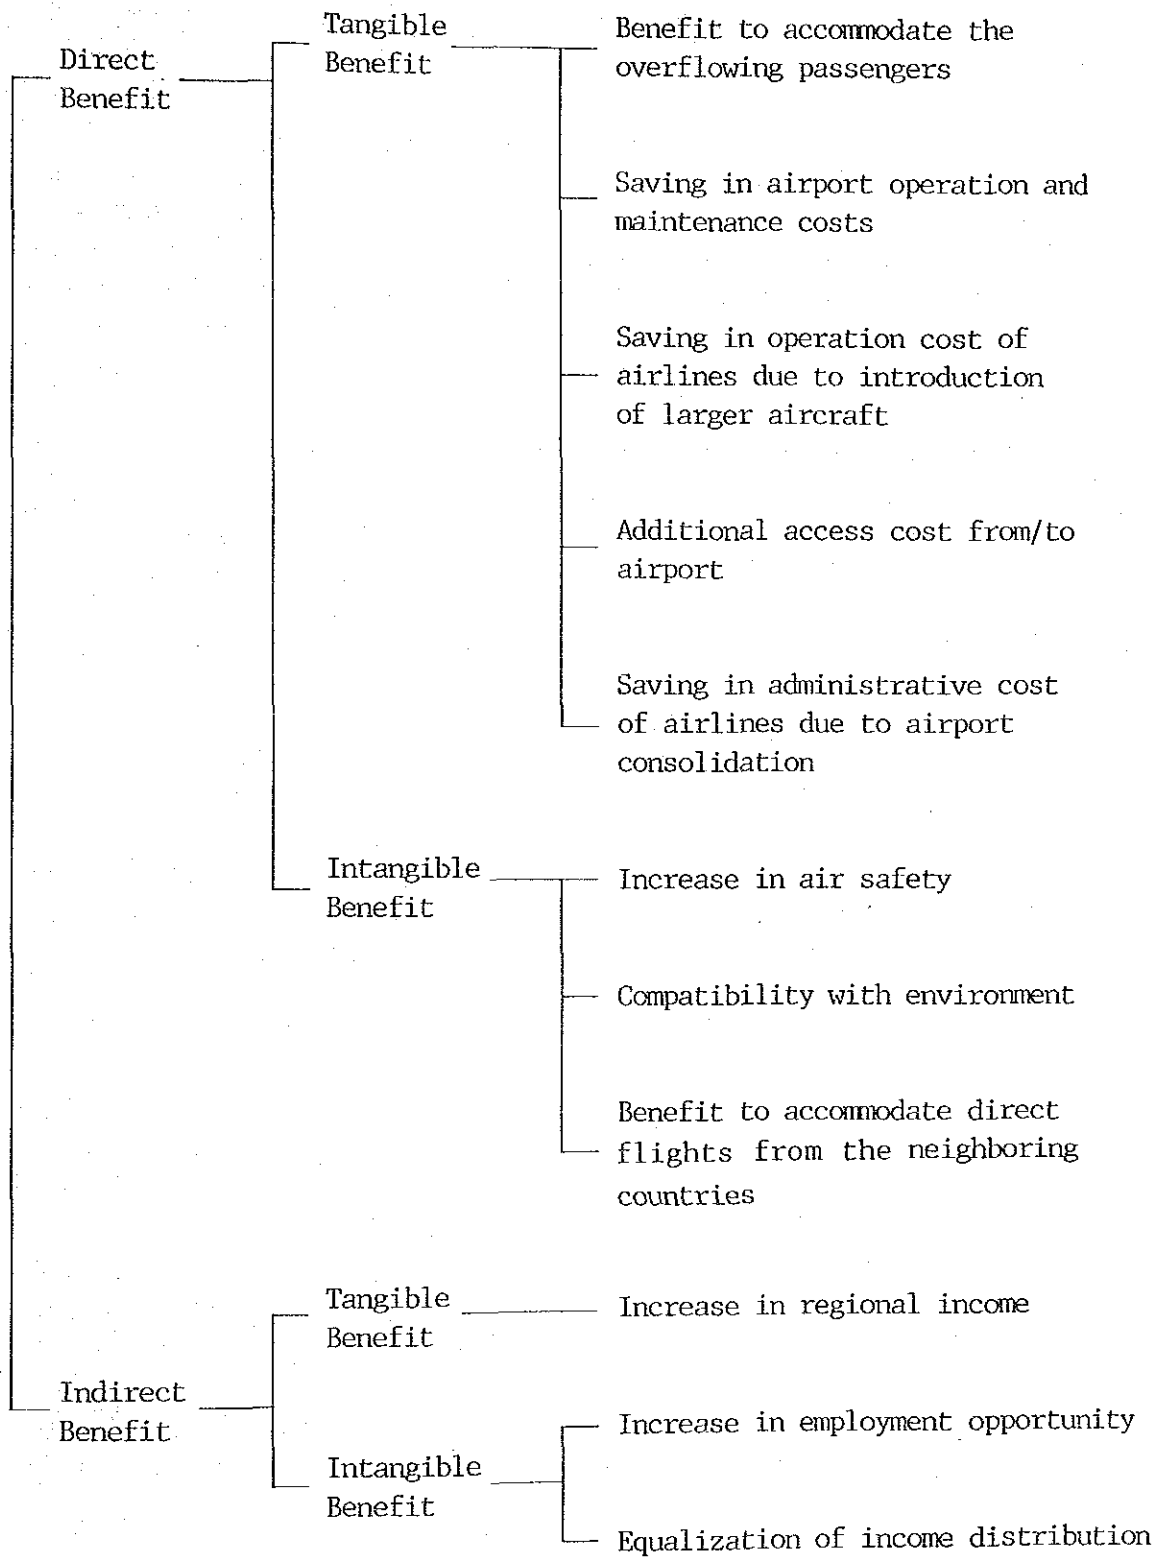 Direct
Benefit
Tangible
Benefit
Benefit to accommodate the
overflowing passengers
Saving in airport operation and
maintenance costs
Saving in operation cost of
airlines due to introduction
of larger aircraft
Additional access cost from/to
airport
Saving in administrative cost
of airlines due to airport
consolidation
Intangible
Benefit
Increase in air safety
Compatibility with environment
Benefit to accommodate direct
flights from the neighboring
countries
Indirect
Benefit
Tangible
Benefit
Increase in regional income
Intangible
Benefit
Increase in employment opportunity
Equalization of income distribution